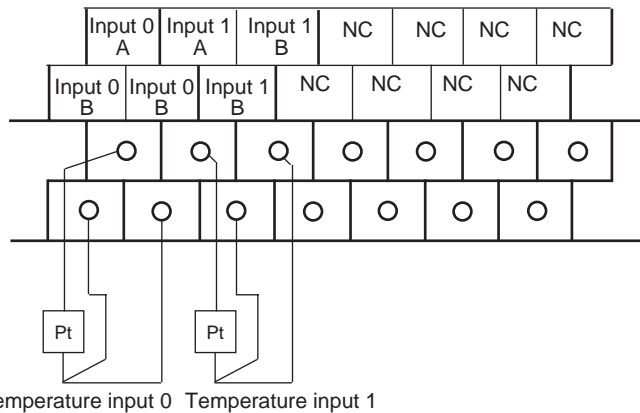 Input 0 Input 1 Input 1 NC NC NC NC
A A B
Input 0 Input 0 Input 1 NC NC NC NC
B B B
Pt Pt
emperature input 0 Temperature input 1